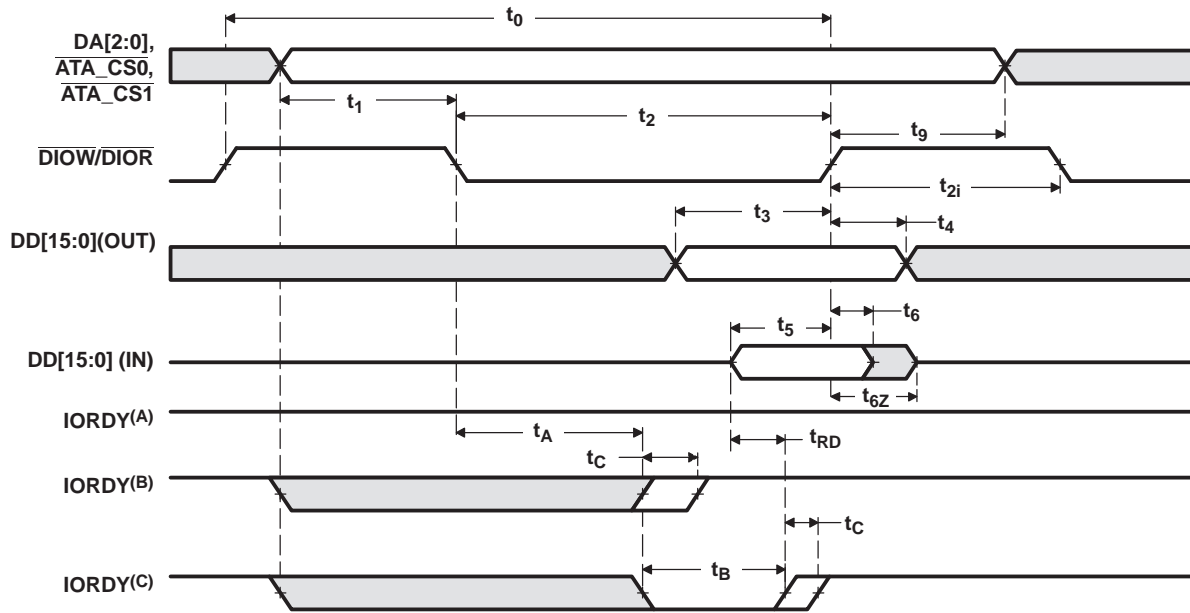 t0
DA[2:0],
ATA_CS0,
ATA_CS1
t1
t2
t9
DIOW/DIOR
t2i
t3
t4
DD[15:0](OUT)
t6
t5
DD[15:0] (IN)
t6Z
IORDY(A)
tA
tRD
tC
IORDY(B)
tC
tB
IORDY(C)